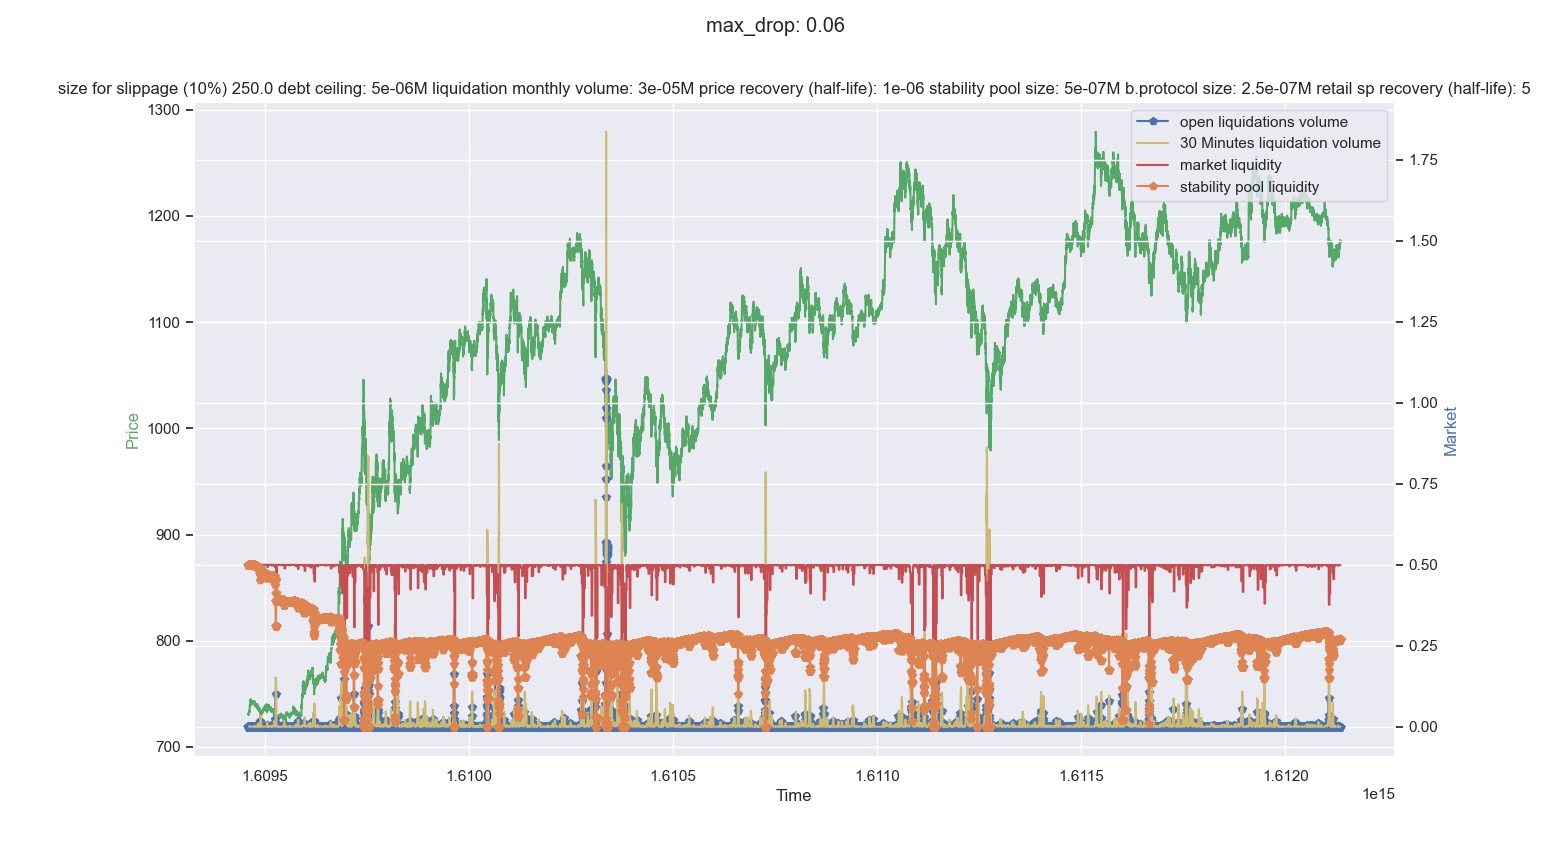 max_drop: 0.06
size for slippage (10%) 250.0 debt ceiling: 5e-06M liquidation monthly volume: 3e-05M price recovery (half-life): 1e-06 stability pool size: 5e-07M b.protocol size: 2.5e-07M retail sp recovery (half-life): 5
1300
1200
1100
1000
900
800
700
Price
open liquidations volume
30 Minutes liquidation volume
market liquidity
stability pool liquidity
1.75
1.50
1.25
1.00
0.75
0.50
0.25
0.00
Market
1.6095 1.6100 1.6105 1.6110 1.6115 1.6120
Time
1e15